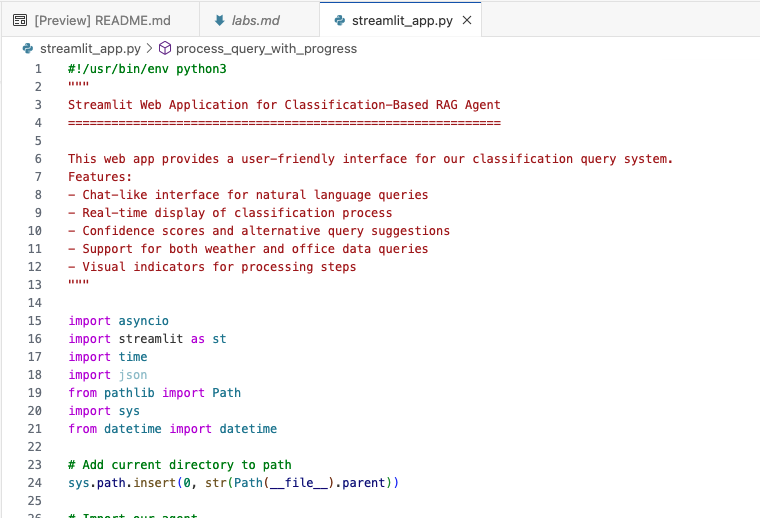 [Preview] README.md
labs.md
streamlit_app.py
streamlit_app.py > process_query_with_progress
1 #!/usr/bin/env python3
2 """
3 Streamlit Web Application for Classification-Based RAG Agent
4 ============================================================
5
6 This web app provides a user-friendly interface for our classification query system.
7 Features:
8 - Chat-like interface for natural language queries
9 - Real-time display of classification process
10 - Confidence scores and alternative query suggestions
11 - Support for both weather and office data queries
12 - Visual indicators for processing steps
13 """
14
15 import asyncio
16 import streamlit as st
17 import time
18 import json
19 from pathlib import Path
20 import sys
21 from datetime import datetime
22
23 # Add current directory to path
24 sys.path.insert(0, str(Path(__file__).parent))
25
26 # Import our agent